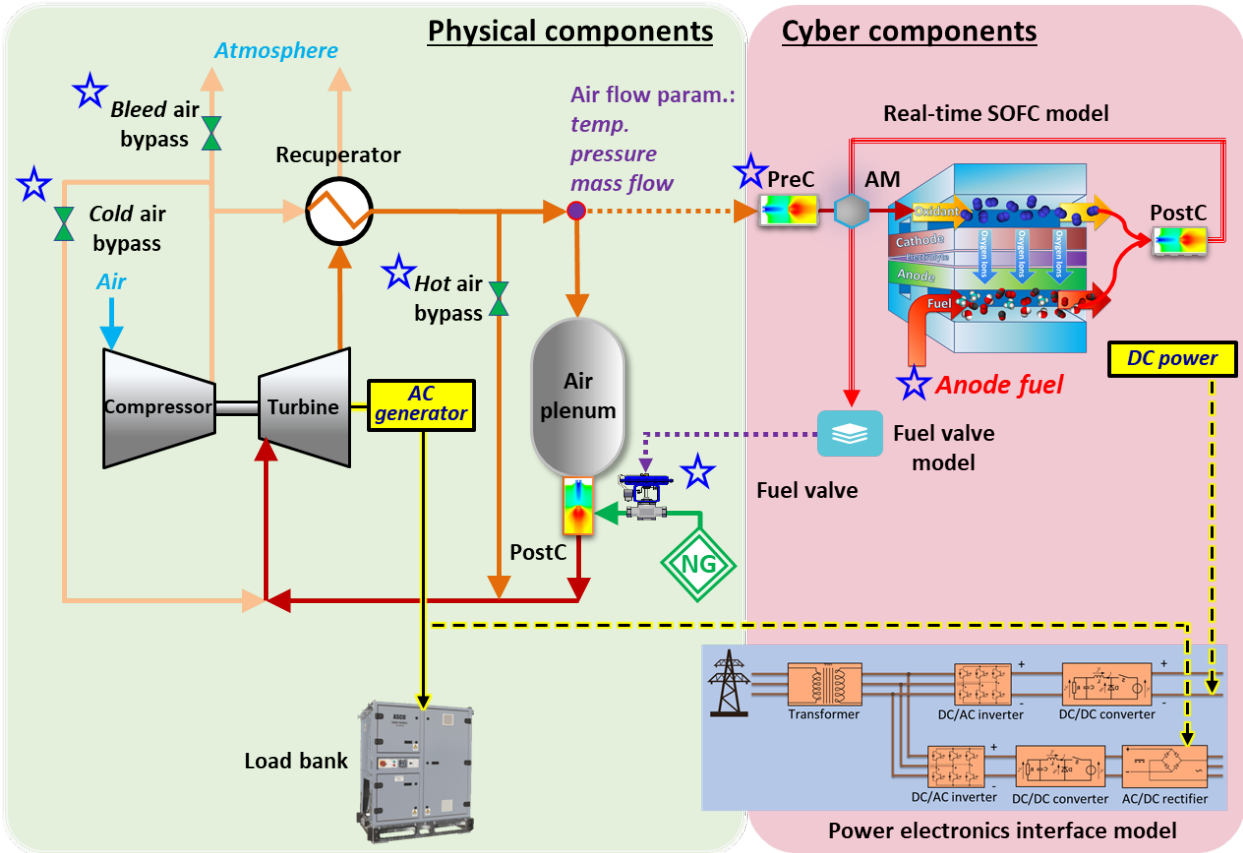 Physical components
Cyber components
Atmosphere
Bleed air
bypass
Recuperator
Air flow param.:
temp.
pressure
mass flow
Real-time SOFC model
PreC
AM
PostC
Oxidant
Cathode
Electrolyte
Anode
Fuel
Oxygen Ions
Oxygen Ions
Oxygen Ions
Cold air
bypass
Air
Hot air
bypass
Compressor
Turbine
AC
generator
Air
plenum
Anode fuel
DC power
Fuel valve
model
Fuel valve
PostC
NG
Load bank
Transformer
DC/AC inverter
+
-
DC/DC converter
+
-
DC/AC inverter
+
-
DC/DC converter
AC/DC rectifier
Power electronics interface model